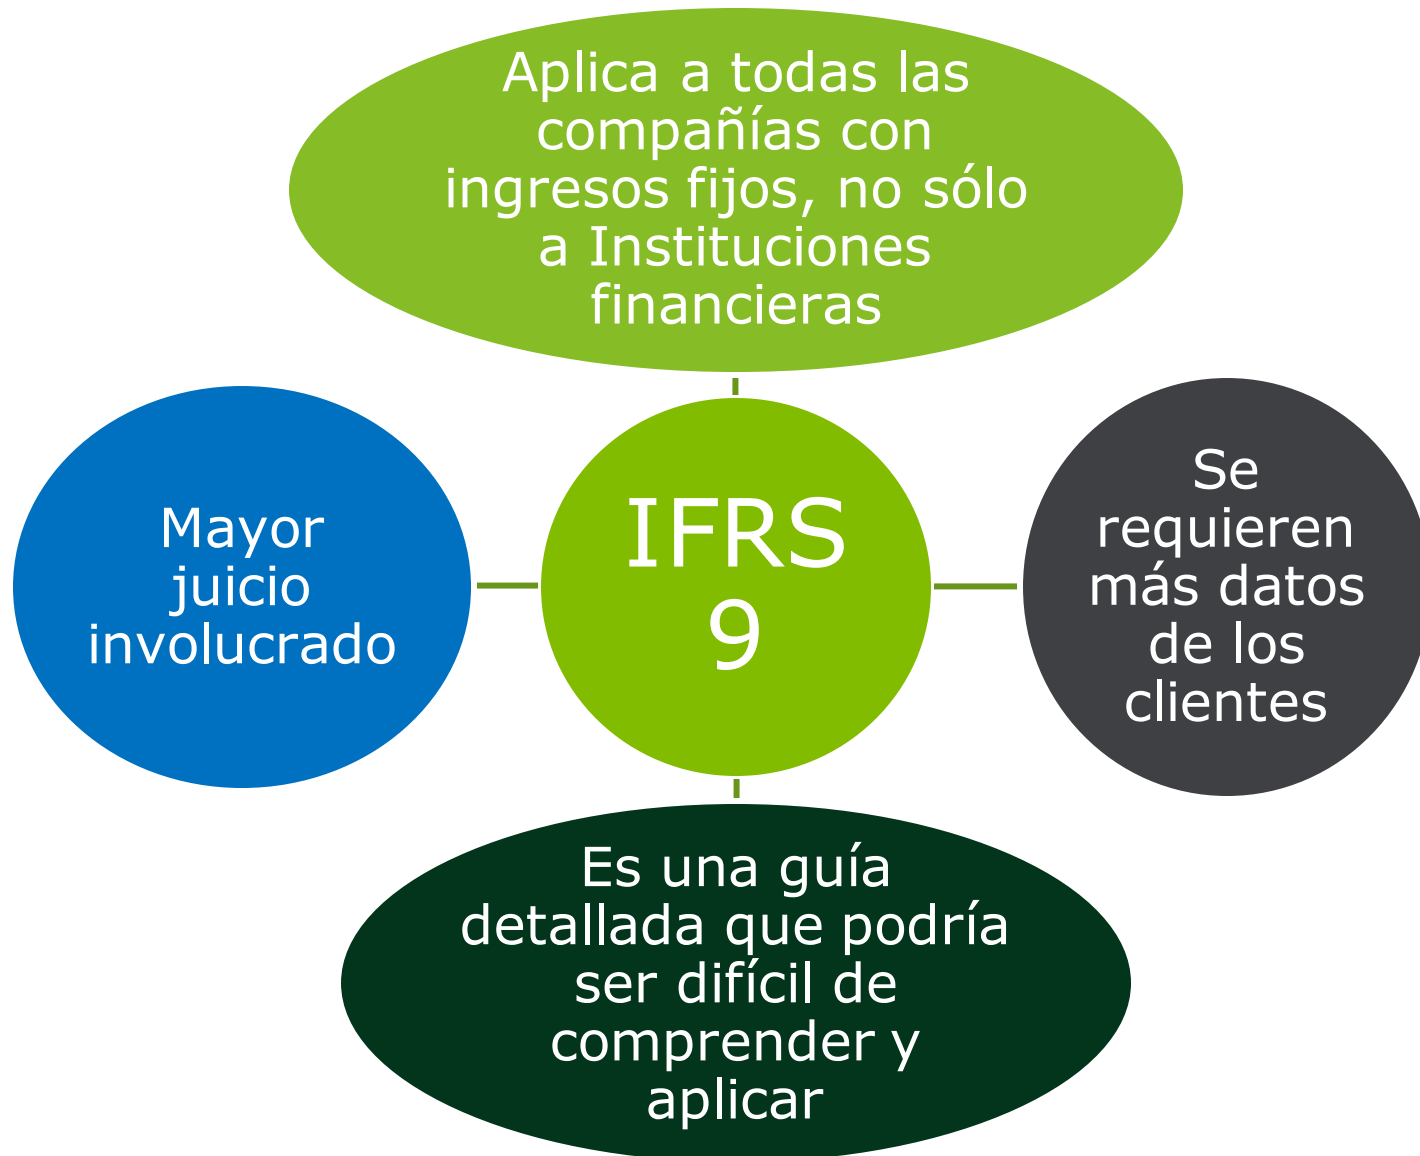 Aplica a todas las
compañías con
ingresos fijos, no sólo
a Instituciones
financieras
Mayor
juicio
involucrado
IFRS
9
Se
requieren
más datos
de los
clientes
Es una guía
detallada que podría
ser difícil de
comprender y
aplicar